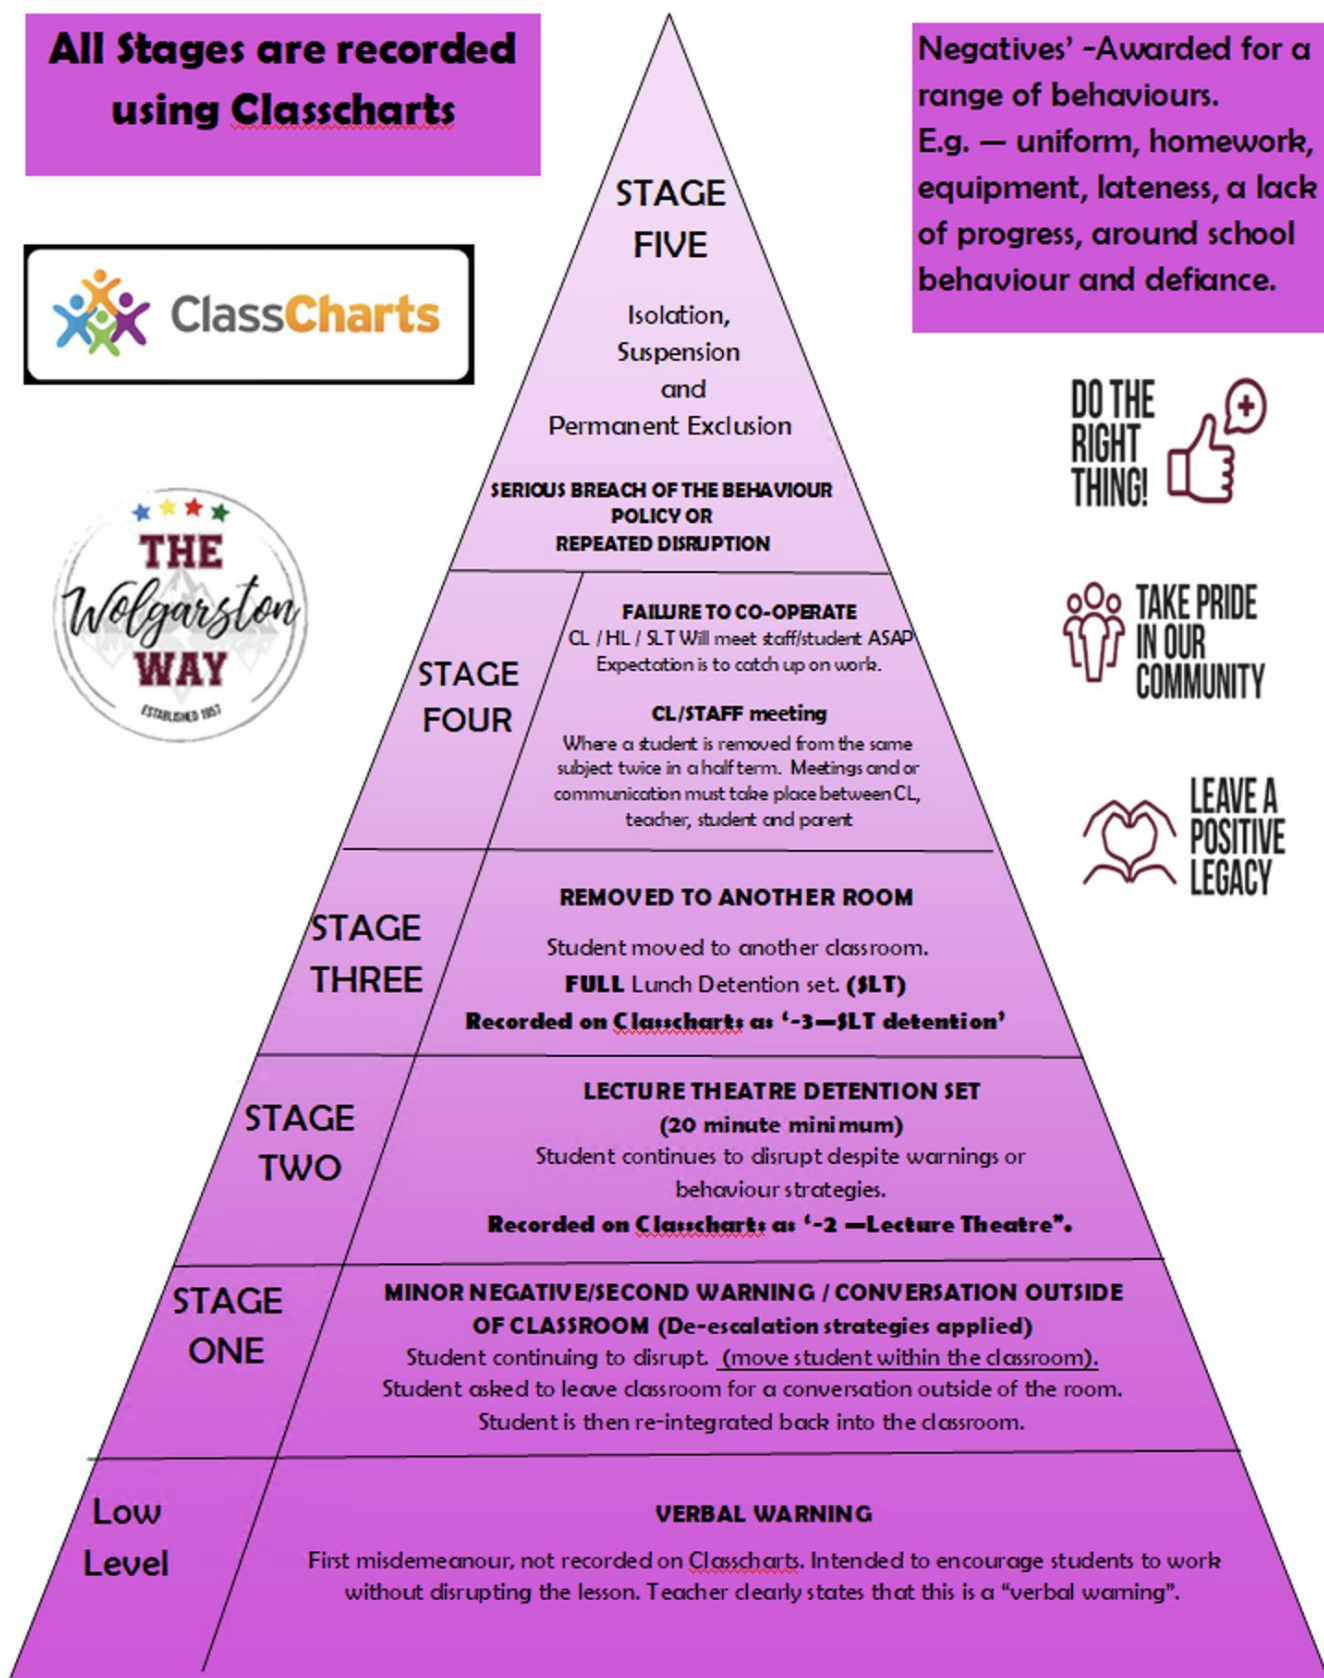 All Stages are recorded
using Classcharts
Negatives’ -Awarded for a
range of behaviours.
E.g. — uniform, homework,
equipment, lateness, a lack
of progress, around school
behaviour and defiance.
ClassCharts
THE
Wolgarston
WAY
ESTABLISHED 1957
DO THE
RIGHT
THING!
TAKE PRIDE
IN OUR
COMMUNITY
LEAVE A
POSITIVE
LEGACY
STAGE
FIVE
Isolation,
Suspension
and
Permanent Exclusion
SERIOUS BREACH OF THE BEHAVIOUR
POLICY OR
REPEATED DISRUPTION
STAGE
FOUR
FAILURE TO CO-OPERATE
CL / HL / SLT Will meet staff/student ASAP
Expectation is to catch up on work.
CL/STAFF meeting
Where a student is removed from the same
subject twice in a half term. Meetings and or
communication must take place between CL,
teacher, student and parent
STAGE
THREE
REMOVED TO ANOTHER ROOM
Student moved to another classroom.
FULL Lunch Detention set. (SLT)
Recorded on Classcharts as ‘-3—SLT detention’
STAGE
TWO
LECTURE THEATRE DETENTION SET
(20 minute minimum)
Student continues to disrupt despite warnings or
behaviour strategies.
Recorded on Classcharts as ‘-2 —Lecture Theatre”.
STAGE
ONE
MINOR NEGATIVE/SECOND WARNING / CONVERSATION OUTSIDE
OF CLASSROOM (De-escalation strategies applied)
Student continuing to disrupt. (move student within the classroom).
Student asked to leave classroom for a conversation outside of the room.
Student is then re-integrated back into the classroom.
Low
Level
VERBAL WARNING
First misdemeanour, not recorded on Classcharts. Intended to encourage students to work
without disrupting the lesson. Teacher clearly states that this is a “verbal warning”.